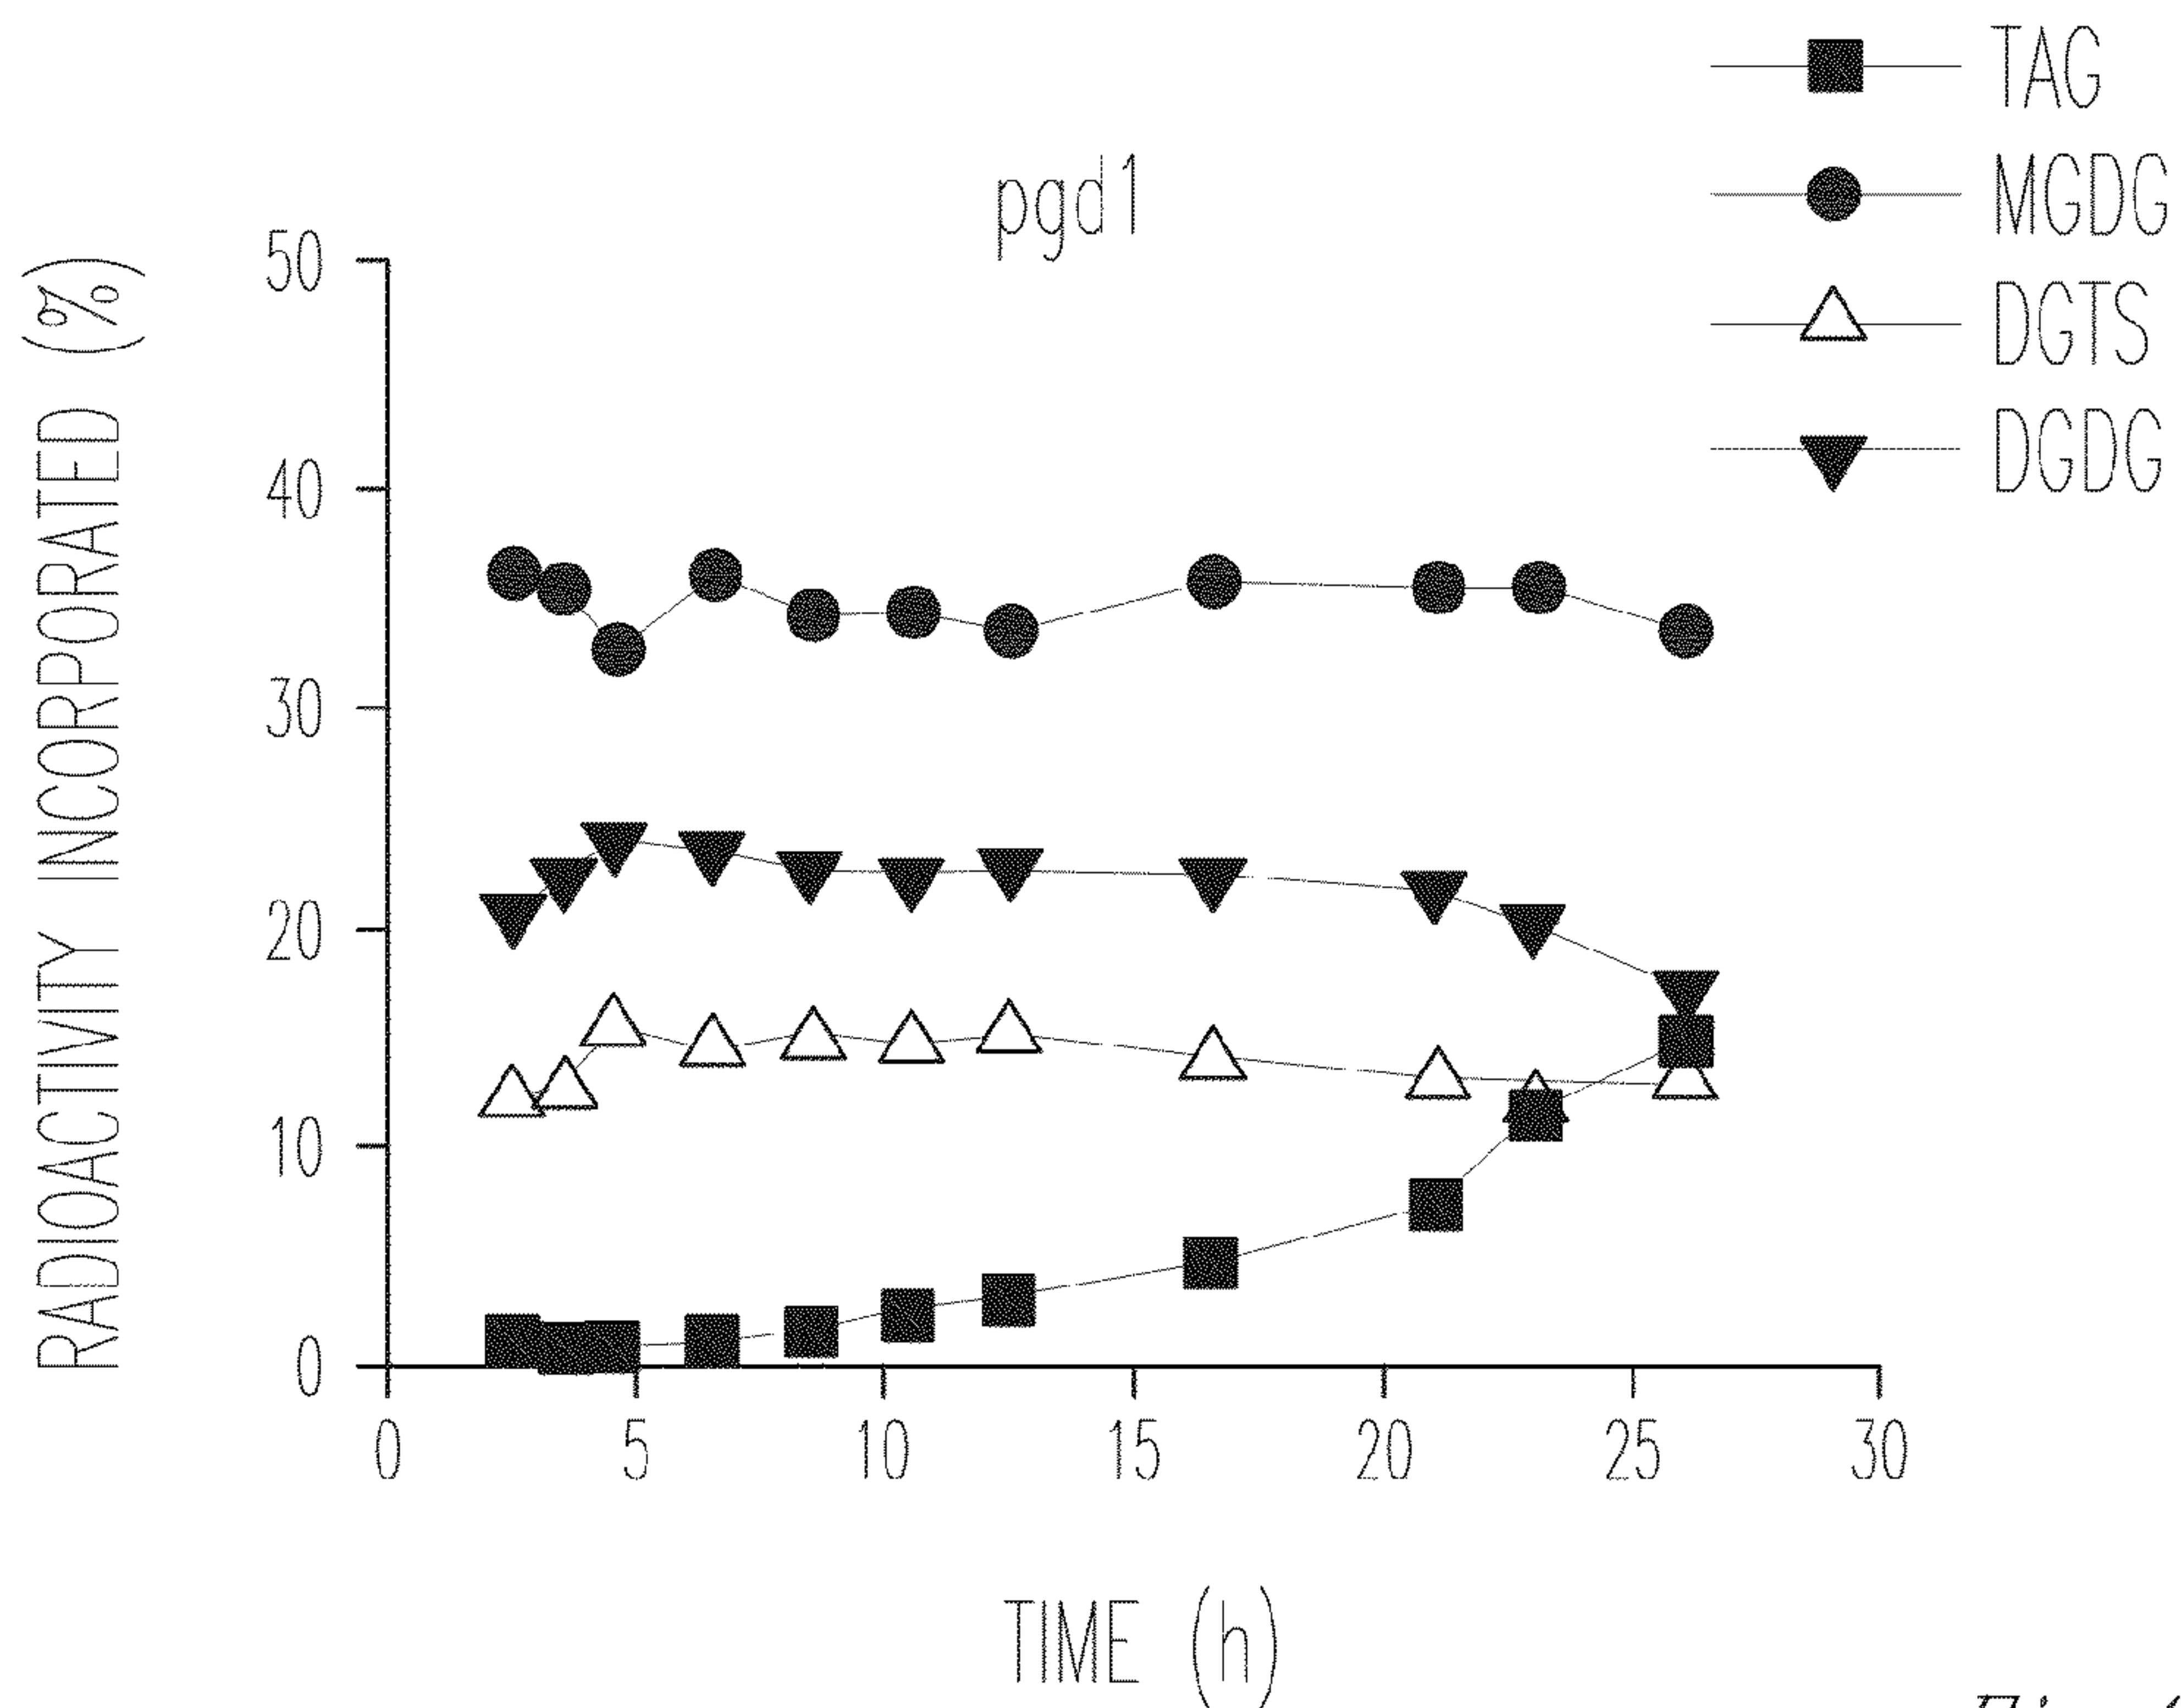 TAG
MGDG
DGTS
DGDG
pgd1
RADIOACTIVITY INCORPORATED (%)
50
40
30
20
10
0
0 5 10 15 20 25 30
TIME (h)